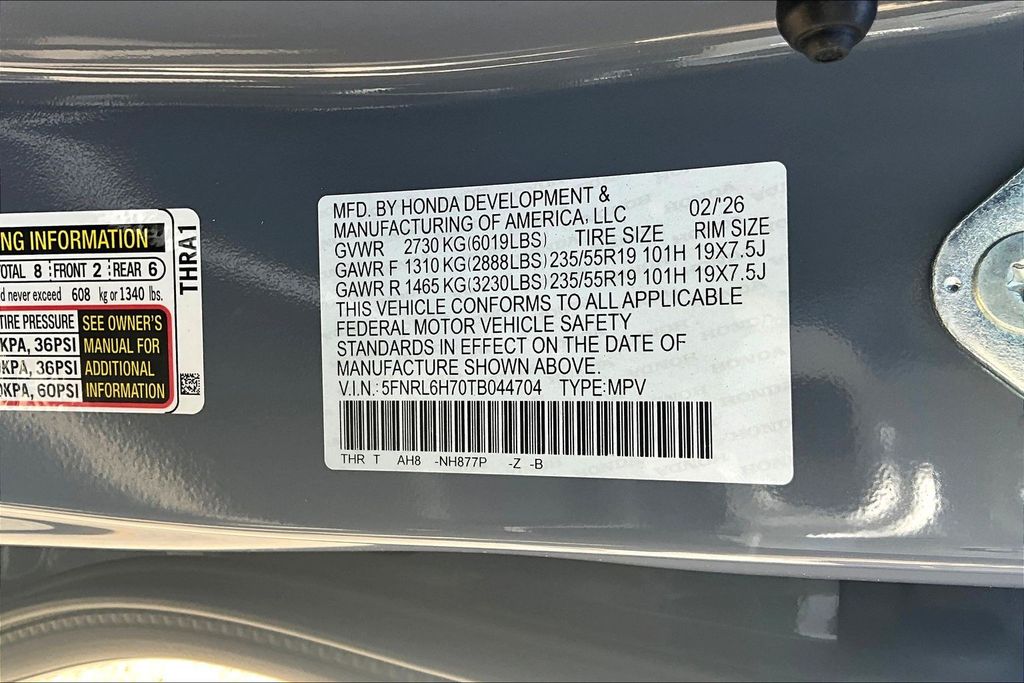 NG INFORMATION
OTAL 8 FRONT 2 REAR 6
d never exceed 608 kg or 1340 lbs.
TIRE PRESSURE SEE OWNER'S
KPA, 36PSI MANUAL FOR
KPA, 36PSI ADDITIONAL
KPA, 60PSI INFORMATION
THRA1
MFD. BY HONDA DEVELOPMENT &
MANUFACTURING OF AMERICA, LLC 02/'26
GVWR 2730 KG(6019LBS) TIRE SIZE RIM SIZE
GAWR F 1310 KG(2888LBS) 235/55R19 101H 19X7.5J
GAWR R 1465 KG(3230LBS) 235/55R19 101H 19X7.5J
THIS VEHICLE CONFORMS TO ALL APPLICABLE
FEDERAL MOTOR VEHICLE SAFETY
STANDARDS IN EFFECT ON THE DATE OF
MANUFACTURE SHOWN ABOVE.
V.I.N.: 5FNRL6H70TB044704 TYPE:MPV
THR T AH8 -NH877P -Z -B